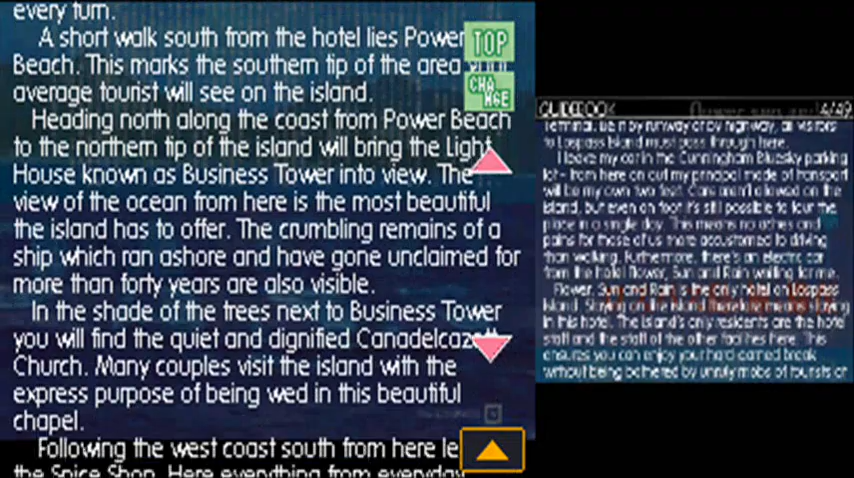 every turn.
A short walk south from the hotel lies Power
Beach. This marks the southern tip of the area
average tourist will see on the island.
Heading north along the coast from Power Beach
to the northern tip of the island will bring the Light
House known as Business Tower into view. The
view of the ocean from here is the most beautiful
the island has to offer. The crumbling remains of a
ship which ran ashore and have gone unclaimed for
more than forty years are also visible.
In the shade of the trees next to Business Tower
you will find the quiet and dignified
Church. Many couples visit the island with the
express purpose of being wed in this beautiful
chapel.
Following the west coast south from here
the Spice Shop. Here everything from everyday
TOP
CHA
NGE
GUIDEBOOK
4/49
Terminal. Be it by runway or by highway, all visitors
to Lospass Island must pass through here.
I leave my car in the Cunningham Bluesky parking
lot - from here on out my principal mode of transport
will be my own two feet. Cars aren't allowed on the
island, but even on foot it's still possible to tour the
place in a single day. This means no aches and
pains for those of us more accustomed to driving
than walking. Furthermore, there's an electric car
from the hotel Flower, Sun and Rain waiting for me.
Flower, Sun and Rain is the only hotel on Lospass
Island. Staying on the island therefore means staying
in this hotel. The island's only residents are the hotel
staff and the staff of the other facilities here. This
ensures you can enjoy your hard earned break
without being bothered by unruly mobs of tourists or